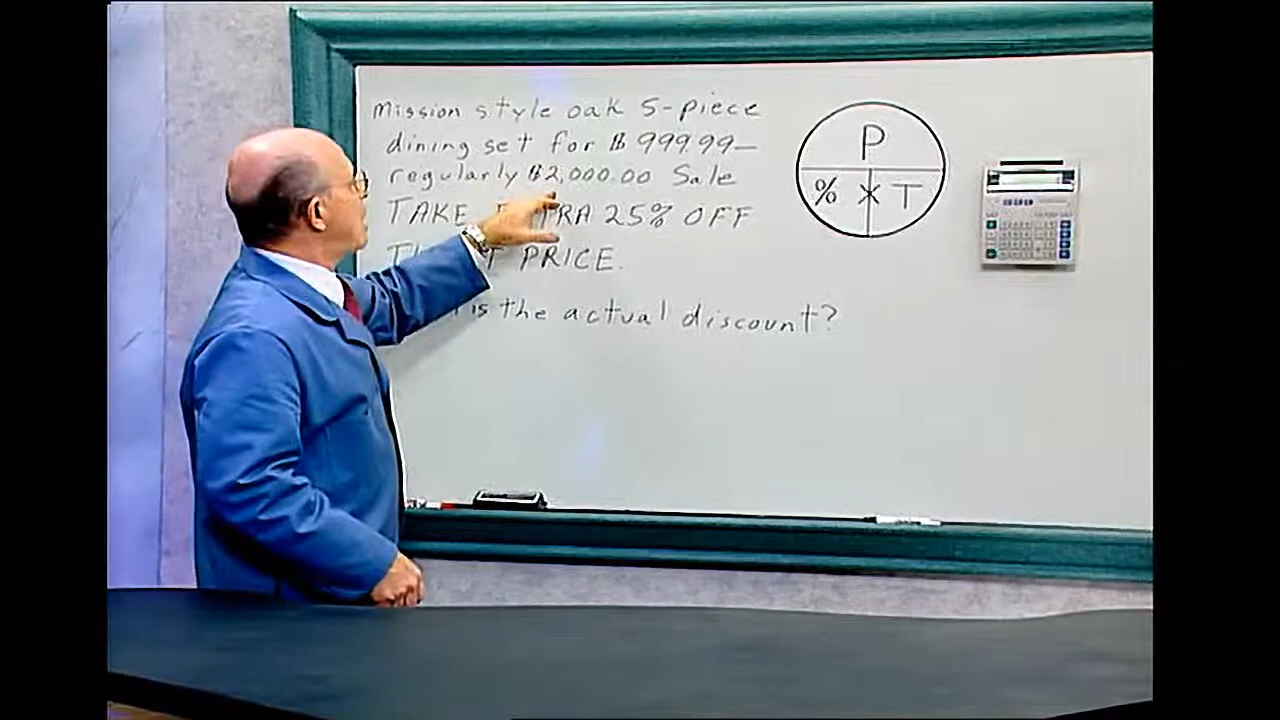 Mission style oak 5-piece
dining set for $999.99—
regularly $2,000.00 Sale
TAKE 25% OFF
PRICE.
is the actual discount?
P
% * T